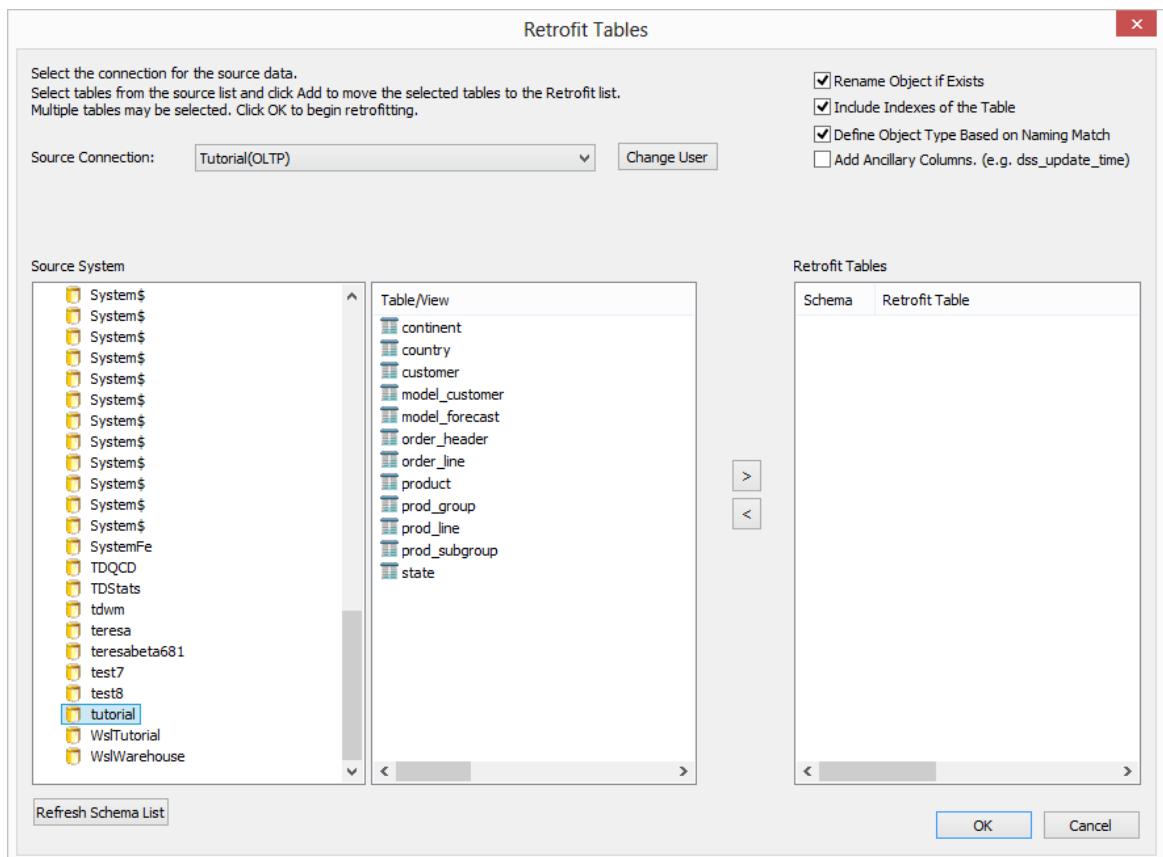 Retrofit Tables
Select the connection for the source data.
Select tables from the source list and click Add to move the selected tables to the Retrofit list.
Multiple tables may be selected. Click OK to begin retrofitting.
Rename Object if Exists
Include Indexes of the Table
Define Object Type Based on Naming Match
Add Ancillary Columns. (e.g. dss_update_time)
Source Connection:
Tutorial(OLTP)
Change User
Source System
System$
System$
System$
System$
System$
System$
System$
System$
System$
System$
System$
System$
SystemFe
TDQCD
TDStats
tdwm
teresa
teresabeta681
test7
test8
tutorial
WslTutorial
WslWarehouse
Table/View
continent
country
customer
model_customer
model_forecast
order_header
order_line
product
prod_group
prod_line
prod_subgroup
state
>
<
Retrofit Tables
Schema Retrofit Table
Refresh Schema List
OK
Cancel